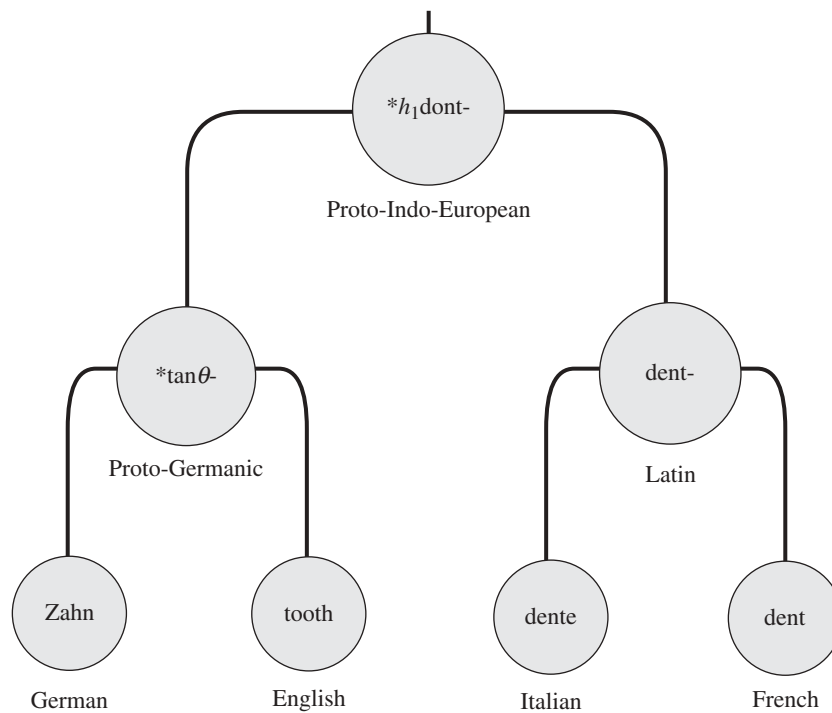 *h₁dont-
Proto-Indo-European
*tanθ-
dent-
Proto-Germanic
Latin
Zahn
tooth
dente
dent
German
English
Italian
French